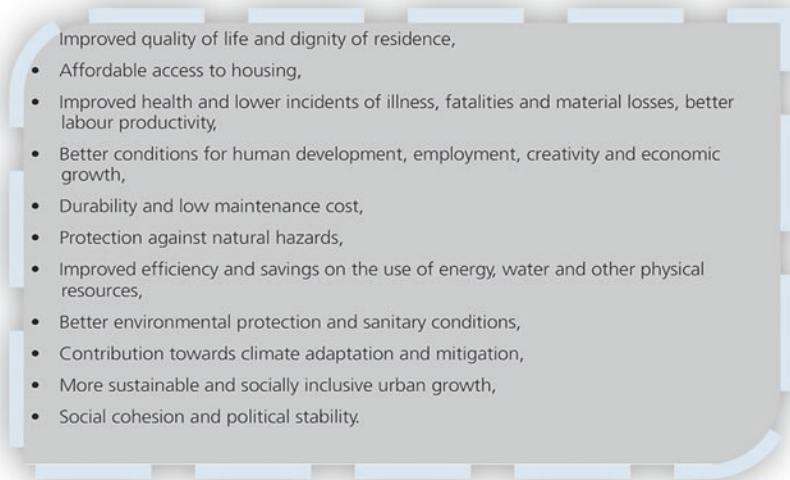 Improved quality of life and dignity of residence,
• Affordable access to housing,
• Improved health and lower incidents of illness, fatalities and material losses, better
labour productivity,
• Better conditions for human development, employment, creativity and economic
growth,
• Durability and low maintenance cost,
• Protection against natural hazards,
• Improved efficiency and savings on the use of energy, water and other physical
resources,
• Better environmental protection and sanitary conditions,
• Contribution towards climate adaptation and mitigation,
• More sustainable and socially inclusive urban growth,
• Social cohesion and political stability.